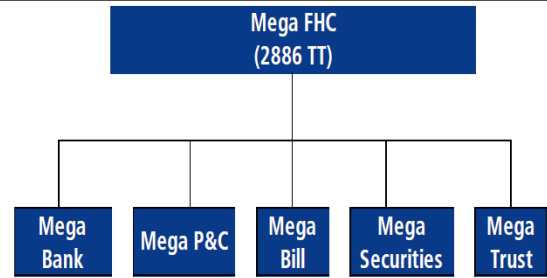 Mega FHC
(2886 TT)
Mega
Bank
Mega P&C
Mega
Bill
Mega
Securities
Mega
Trust